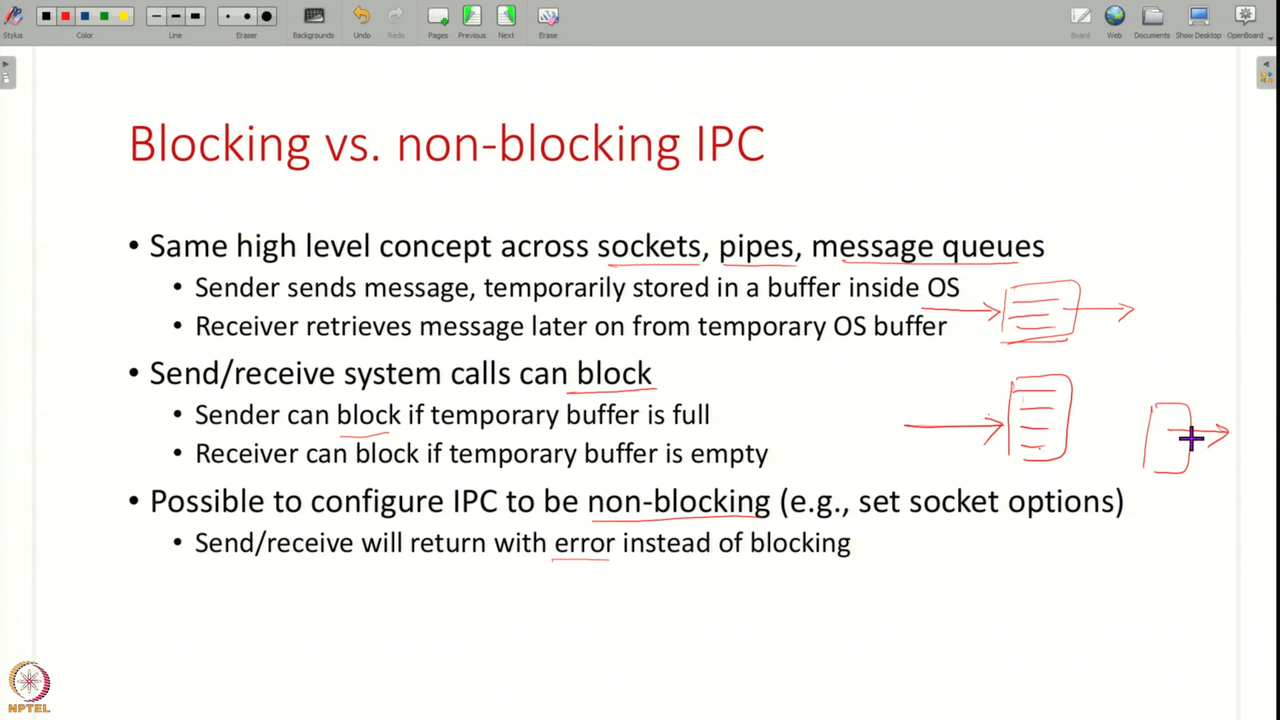 Stylus
Color
Line
Eraser
Backgrounds
Undo
Redo
Pages
Previous
Next
Erase
Board
Web
Documents
Show Desktop
OpenBoard
Blocking vs. non-blocking IPC
• Same high level concept across sockets, pipes, message queues
• Sender sends message, temporarily stored in a buffer inside OS
• Receiver retrieves message later on from temporary OS buffer
• Send/receive system calls can block
• Sender can block if temporary buffer is full
• Receiver can block if temporary buffer is empty
• Possible to configure IPC to be non-blocking (e.g., set socket options)
• Send/receive will return with error instead of blocking
NPTEL